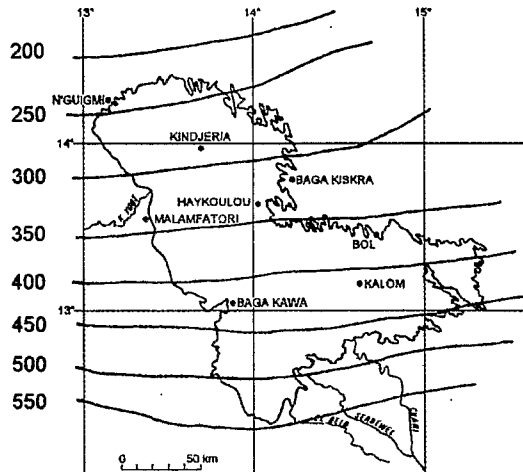 13° 14° 15°
200
N'GUIGMI
250
KINDJERIA
14°
300
BAGA KISKRA
HAYKOULOU
MALAMFATORI
350
BOL
400
KALOM
BAGA KAWA
13°
450
500
SERBEWEL
CHARI
550
0 50 km